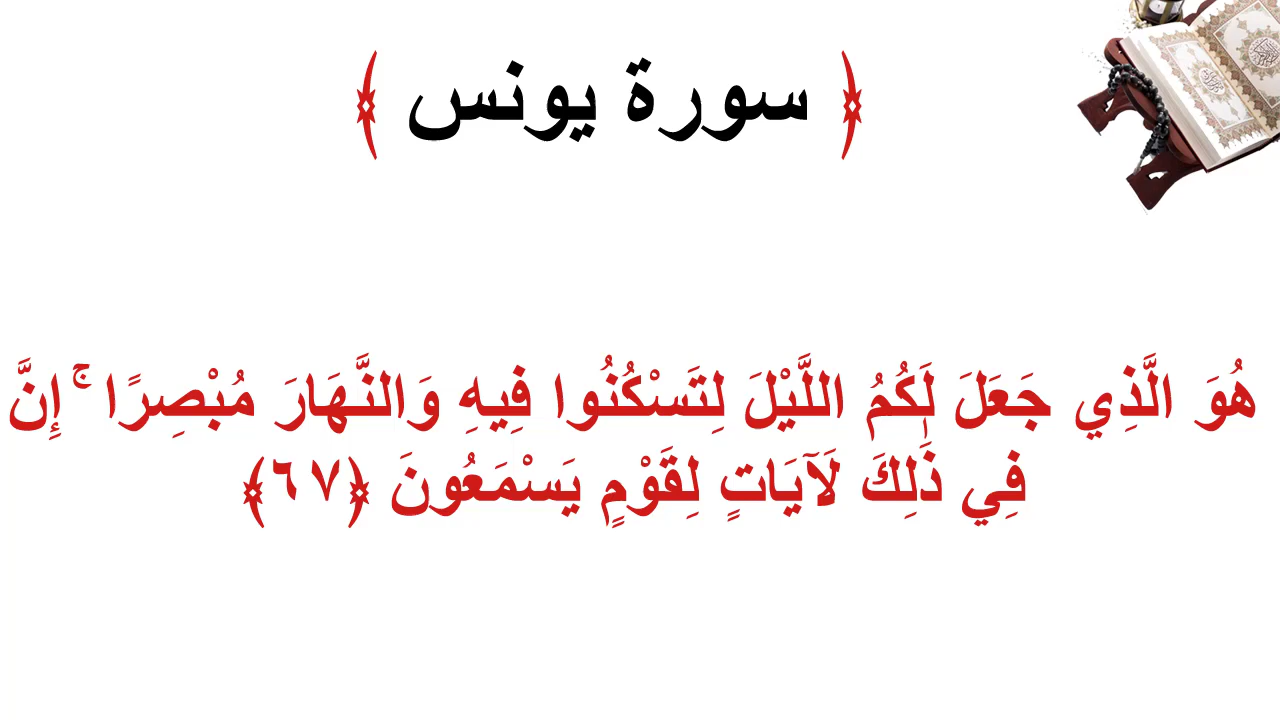 ﴿ سورة يونس ﴾
هُوَ الَّذِي جَعَلَ لَكُمُ اللَّيْلَ لِتَسْكُنُوا فِيهِ وَالنَّهَارَ مُبْصِرًا ۚ إِنَّ
فِي ذَٰلِكَ لَآيَاتٍ لِقَوْمٍ يَسْمَعُونَ ﴿٦٧﴾